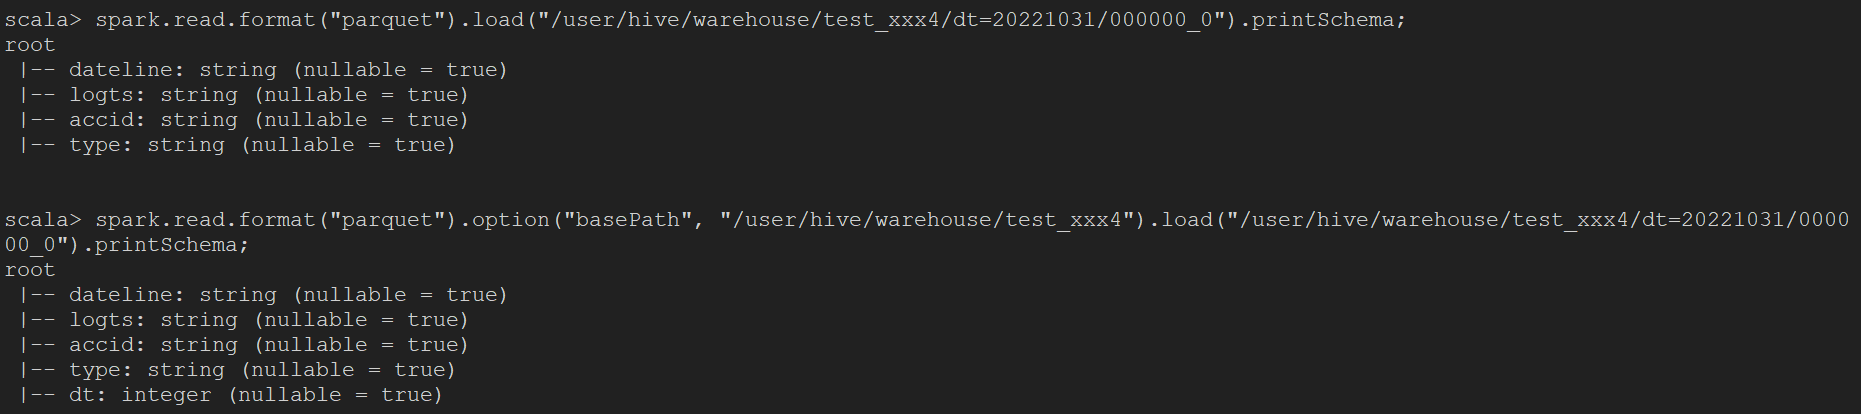 scala> spark.read.format("parquet").load("/user/hive/warehouse/test_xxx4/dt=20221031/000000_0").printSchema;
root
 |-- dateline: string (nullable = true)
 |-- logts: string (nullable = true)
 |-- accid: string (nullable = true)
 |-- type: string (nullable = true)
scala> spark.read.format("parquet").option("basePath", "/user/hive/warehouse/test_xxx4").load("/user/hive/warehouse/test_xxx4/dt=20221031/0000
00_0").printSchema;
root
 |-- dateline: string (nullable = true)
 |-- logts: string (nullable = true)
 |-- accid: string (nullable = true)
 |-- type: string (nullable = true)
 |-- dt: integer (nullable = true)